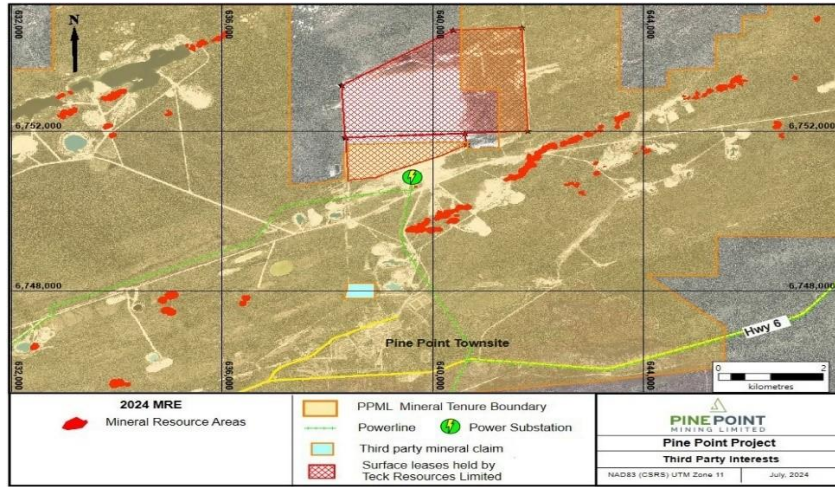 632,000
636,000
640,000
644,000
N
6,752,000
6,752,000
6,748,000
6,748,000
Hwy 6
Pine Point Townsite
632,000
636,000
640,000
644,000
0 2
kilometres
2024 MRE
Mineral Resource Areas
PPML Mineral Tenure Boundary
Powerline
Power Substation
Third party mineral claim
Surface leases held by
Teck Resources Limited
PINE POINT
MINING LIMITED
Pine Point Project
Third Party Interests
NAD83 (CSRS) UTM Zone 11
July, 2024